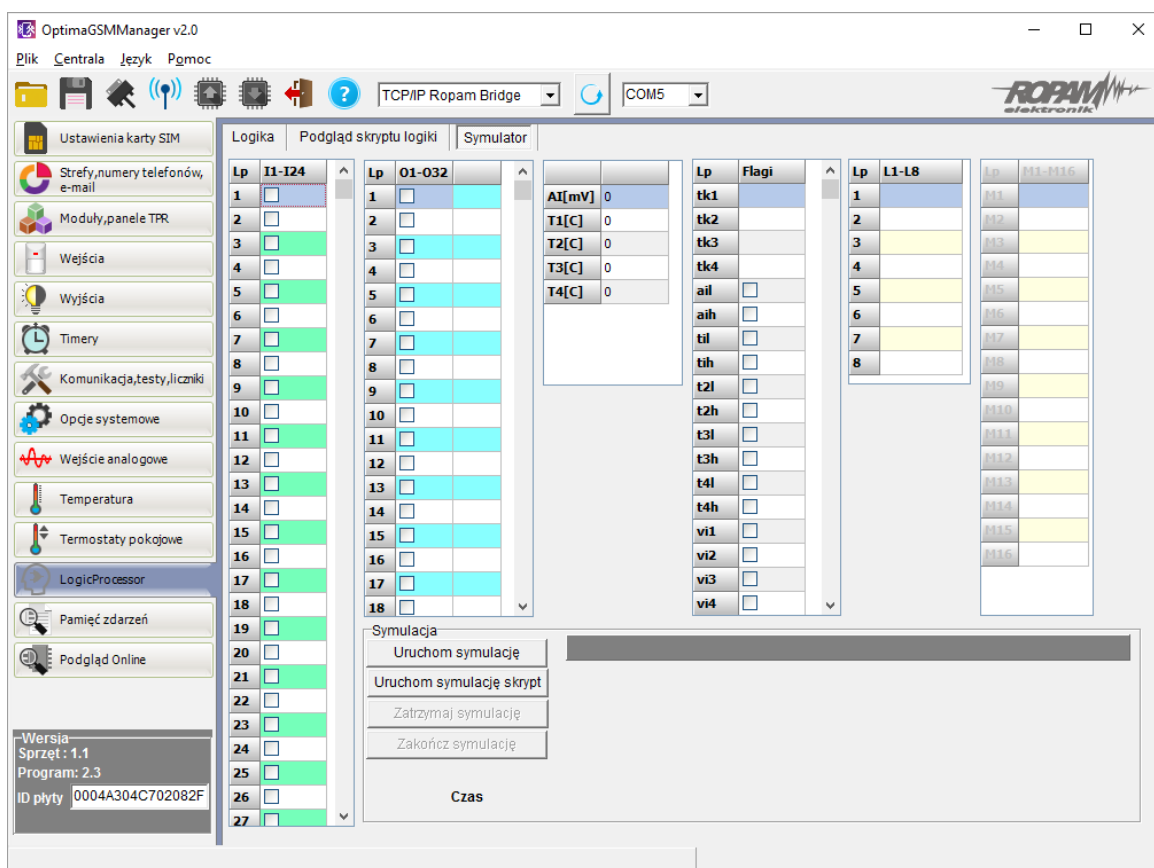 OptimaGSMManager v2.0
Plik Centrala Język Pomoc
TCP/IP Ropam Bridge COM5
ROPAM elektronik
Ustawienia karty SIM
Strefy,numery telefonów,
e-mail
Moduły,panele TPR
Wejścia
Wyjścia
Timery
Komunikacja,testy,liczniki
Opcje systemowe
Wejście analogowe
Temperatura
Termostaty pokojowe
LogicProcessor
Pamięć zdarzeń
Podgląd Online
Wersja
Sprzęt : 1.1
Program: 2.3
ID płyty 0004A304C702082F
Logika Podgląd skryptu logiki Symulator
Lp I1-I24
1
2
3
4
5
6
7
8
9
10
11
12
13
14
15
16
17
18
19
20
21
22
23
24
25
26
27
Lp O1-O32
1
2
3
4
5
6
7
8
9
10
11
12
13
14
15
16
17
18
AI[mV] 0
T1[C] 0
T2[C] 0
T3[C] 0
T4[C] 0
Lp Flagi
tk1
tk2
tk3
tk4
ail
aih
til
tih
t2l
t2h
t3l
t3h
t4l
t4h
vi1
vi2
vi3
vi4
Lp L1-L8
1
2
3
4
5
6
7
8
Lp M1-M16
M1
M2
M3
M4
M5
M6
M7
M8
M9
M10
M11
M12
M13
M14
M15
M16
Symulacja
Uruchom symulację
Uruchom symulację skrypt
Zatrzymaj symulację
Zakończ symulację
Czas